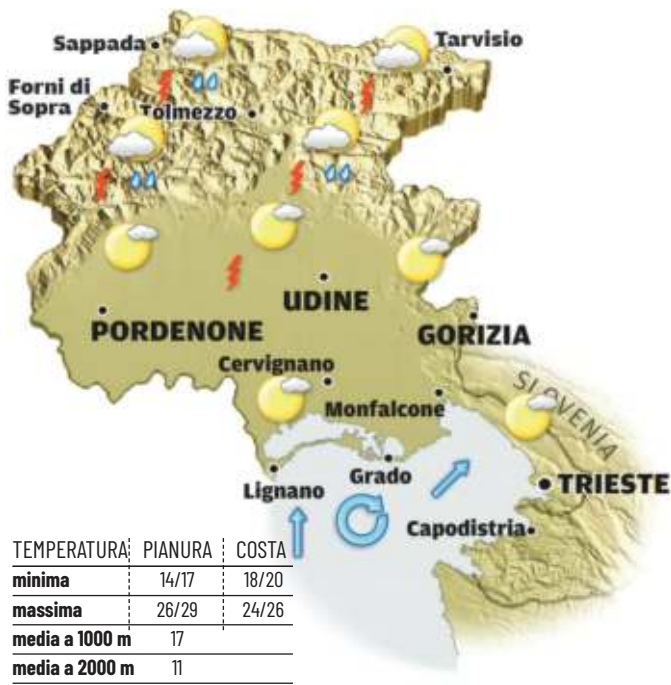 Sappada
Tarvisio
Forni di
Sopra
Tolmezzo
UDINE
PORDENONE
GORIZIA
Cervignano
Monfalcone
SLOVENIA
Lignano
Grado
TRIESTE
Capodistria
TEMPERATURA PIANURA COSTA
minima 14/17 18/20
massima 26/29 24/26
media a 1000 m 17
media a 2000 m 11